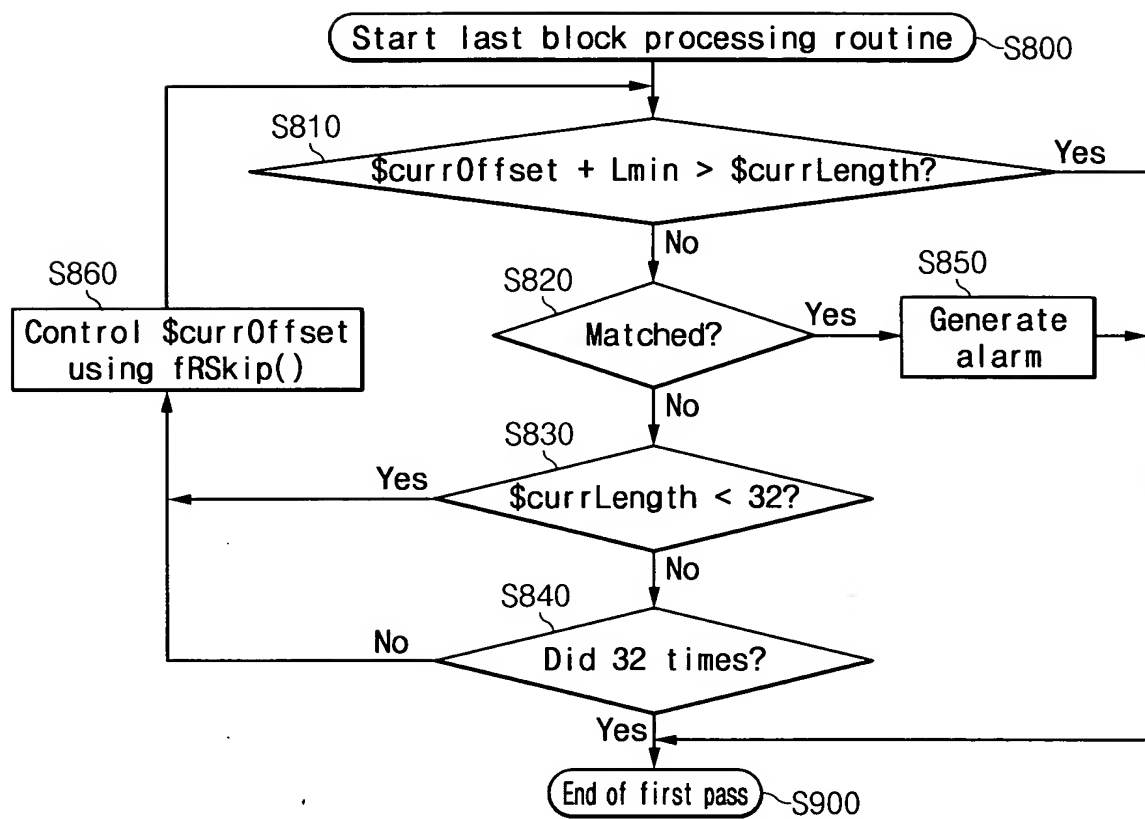 Start last block processing routine
S800
S810
$currOffset + Lmin > $currLength?
Yes
No
S860
Control $currOffset
using fRSkip()
S820
Matched?
Yes
S850
Generate
alarm
No
S830
Yes
$currLength < 32?
No
S840
No
Did 32 times?
Yes
End of first pass
S900